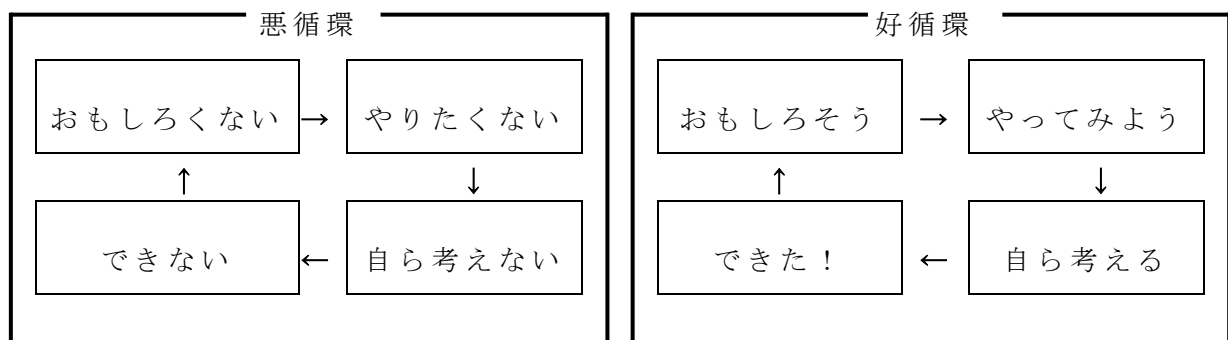 悪循環
おもしろくない → やりたくない
↑ ↓
できない ← 自ら考えない
好循環
おもしろそう → やってみよう
↑ ↓
できた! ← 自ら考える